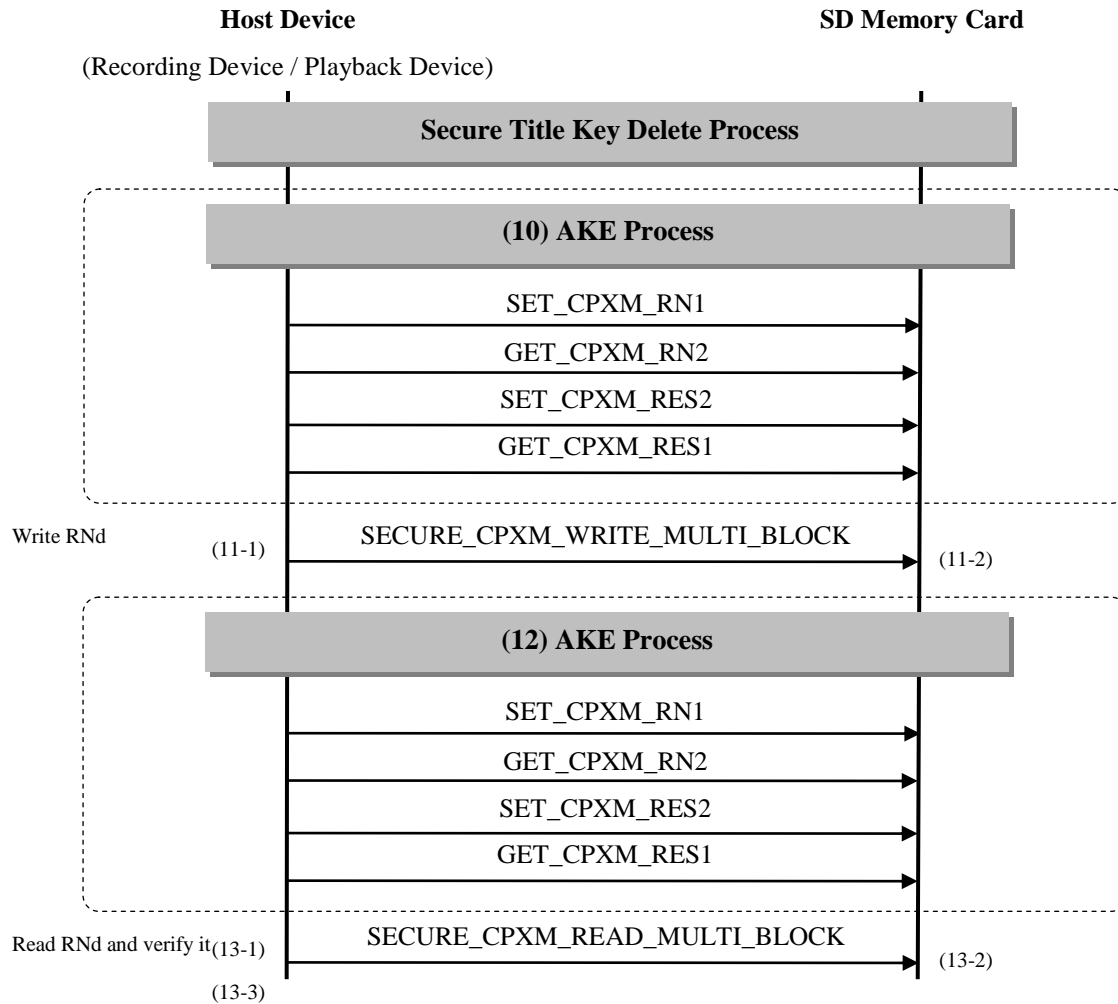 Host Device SD Memory Card
(Recording Device / Playback Device)
Secure Title Key Delete Process
(10) AKE Process
SET_CPXM_RN1
GET_CPXM_RN2
SET_CPXM_RES2
GET_CPXM_RES1
Write RNd (11-1) SECURE_CPXM_WRITE_MULTI_BLOCK (11-2)
(12) AKE Process
SET_CPXM_RN1
GET_CPXM_RN2
SET_CPXM_RES2
GET_CPXM_RES1
Read RNd and verify it (13-1) SECURE_CPXM_READ_MULTI_BLOCK (13-2)
(13-3)